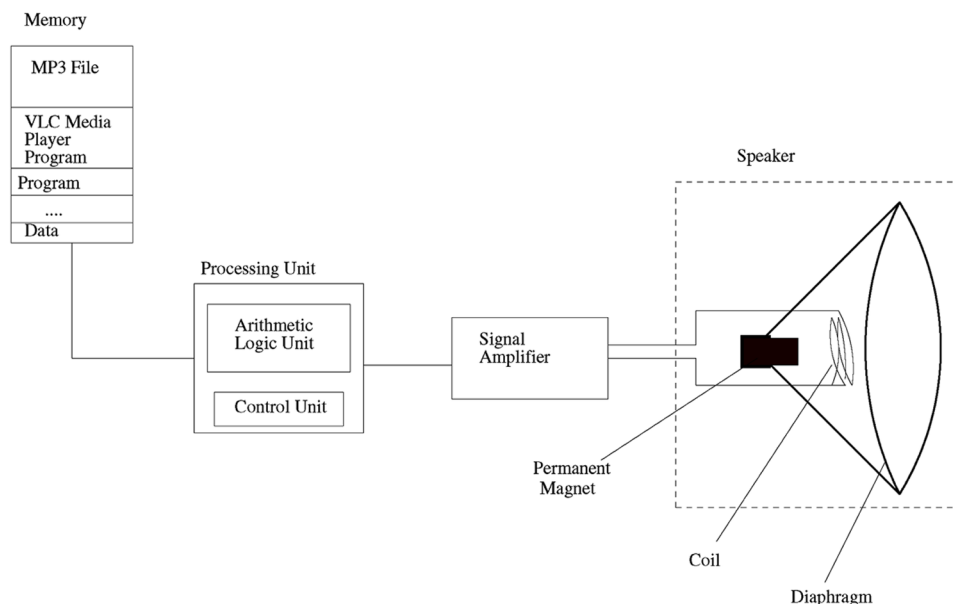 Memory
MP3 File
VLC Media
Player
Program
Program
....
Data
Processing Unit
Arithmetic
Logic Unit
Control Unit
Signal
Amplifier
Speaker
Permanent
Magnet
Coil
Diaphragm